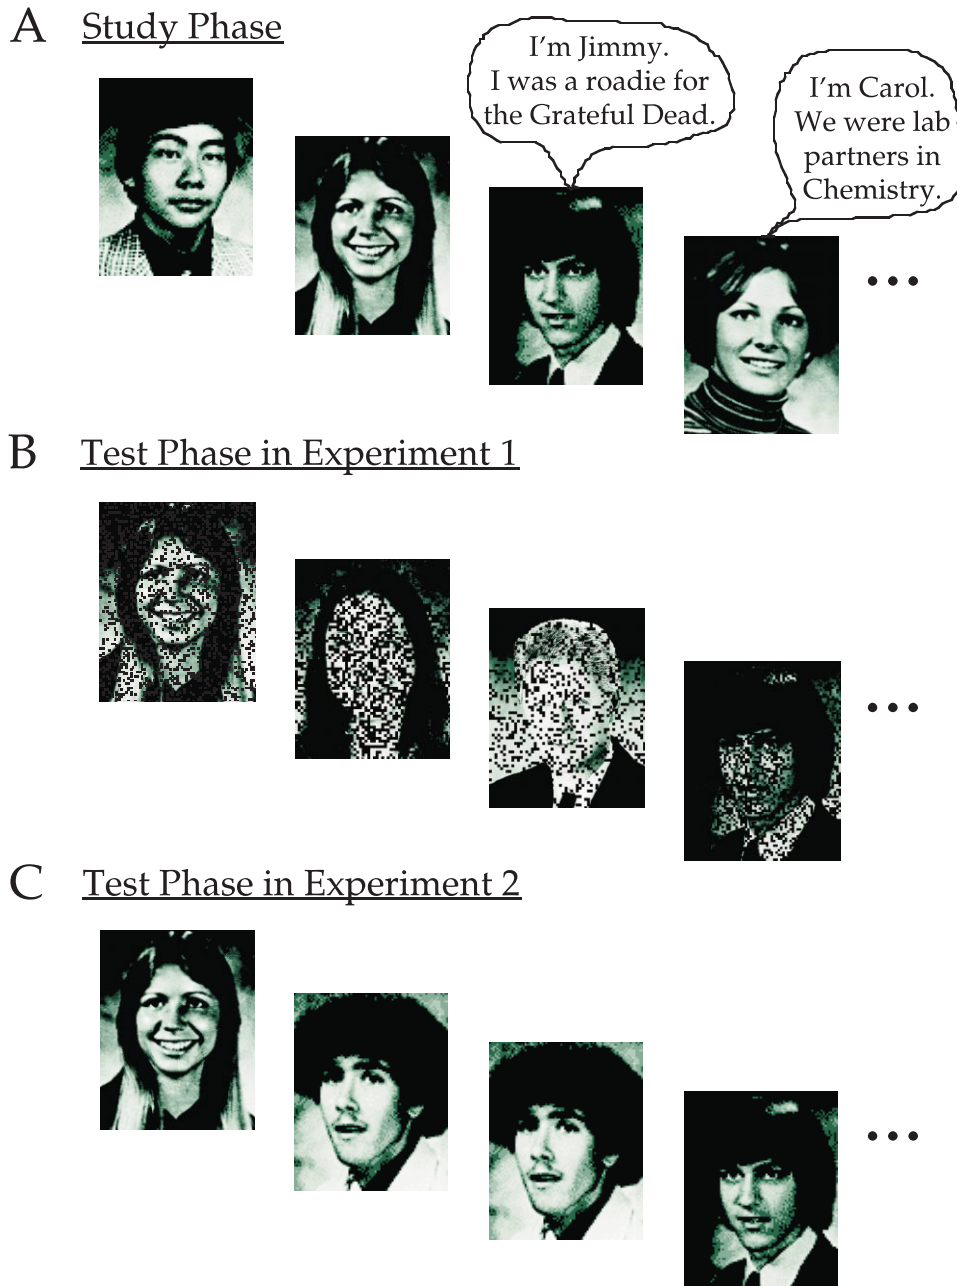 A Study Phase
I'm Jimmy.
I was a roadie for
the Grateful Dead.
I'm Carol.
We were lab
partners in
Chemistry.
•••
B Test Phase in Experiment 1
•••
C Test Phase in Experiment 2
•••